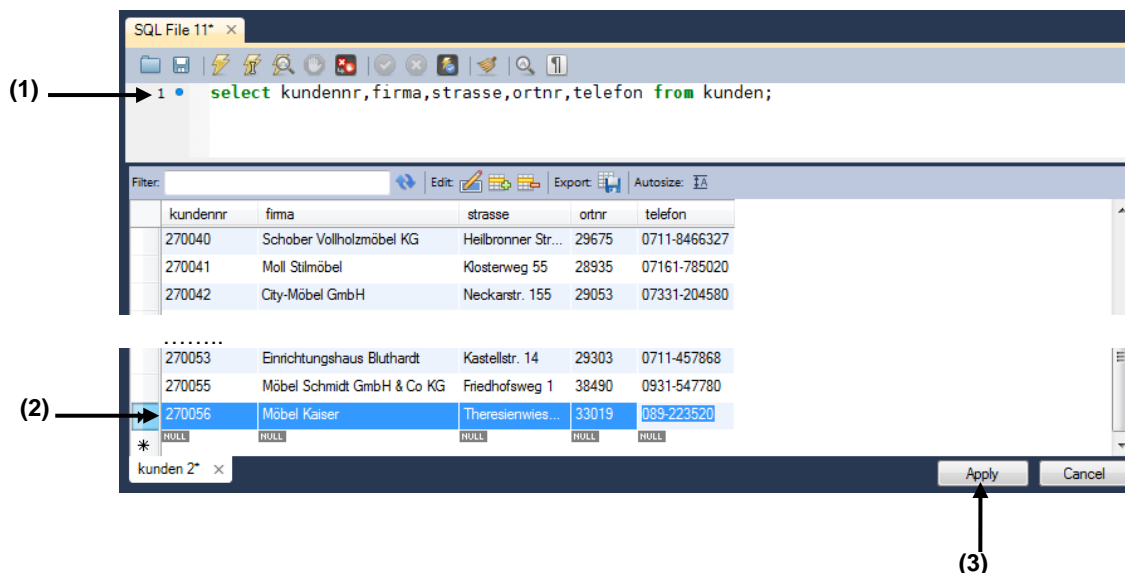 SQL File 11* ×
(1)
1 select kundennr,firma,strasse,ortnr,telefon from kunden;
Filter: Edit: Export: Autosize:
kundennr firma strasse ortnr telefon
270040 Schober Vollholzmöbel KG Heilbronner Str... 29675 0711-8466327
270041 Moll Stilmöbel Klosterweg 55 28935 07161-785020
270042 City-Möbel GmbH Neckarstr. 155 29053 07331-204580
........
270053 Einrichtungshaus Bluthardt Kastellstr. 14 29303 0711-457868
270055 Möbel Schmidt GmbH & Co KG Friedhofsweg 1 38490 0931-547780
(2)
270056 Möbel Kaiser Theresienwies... 33019 089-223520
* NULL NULL NULL NULL NULL
kunden 2* ×
Apply Cancel
(3)